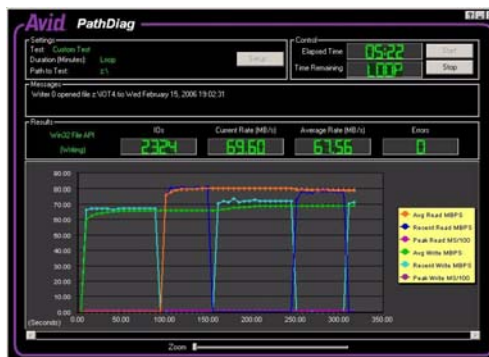 Avid PathDiag
Settings
Test: Custom Test
Duration (Minutes): Loop
Path to Test: z:\
Setup...
Control
Elapsed Time 05:22 Start
Time Remaining LOOP Stop
Messages
Writer 0 opened file z:\IOT4.to Wed February 15, 2006 19:02:31
Results
Win32 File API
(Writing)
IOs
2324
Current Rate (MB/s)
69.60
Average Rate (MB/s)
67.56
Errors
0
90.00
80.00
70.00
60.00
50.00
40.00
30.00
20.00
10.00
0.00
(Seconds) 0.00 50.00 100.00 150.00 200.00 250.00 300.00 350.00
Avg Read MBPS
Recent Read MBPS
Peak Read MS/100
Avg Write MBPS
Recent Write MBPS
Peak Write MS/100
Zoom